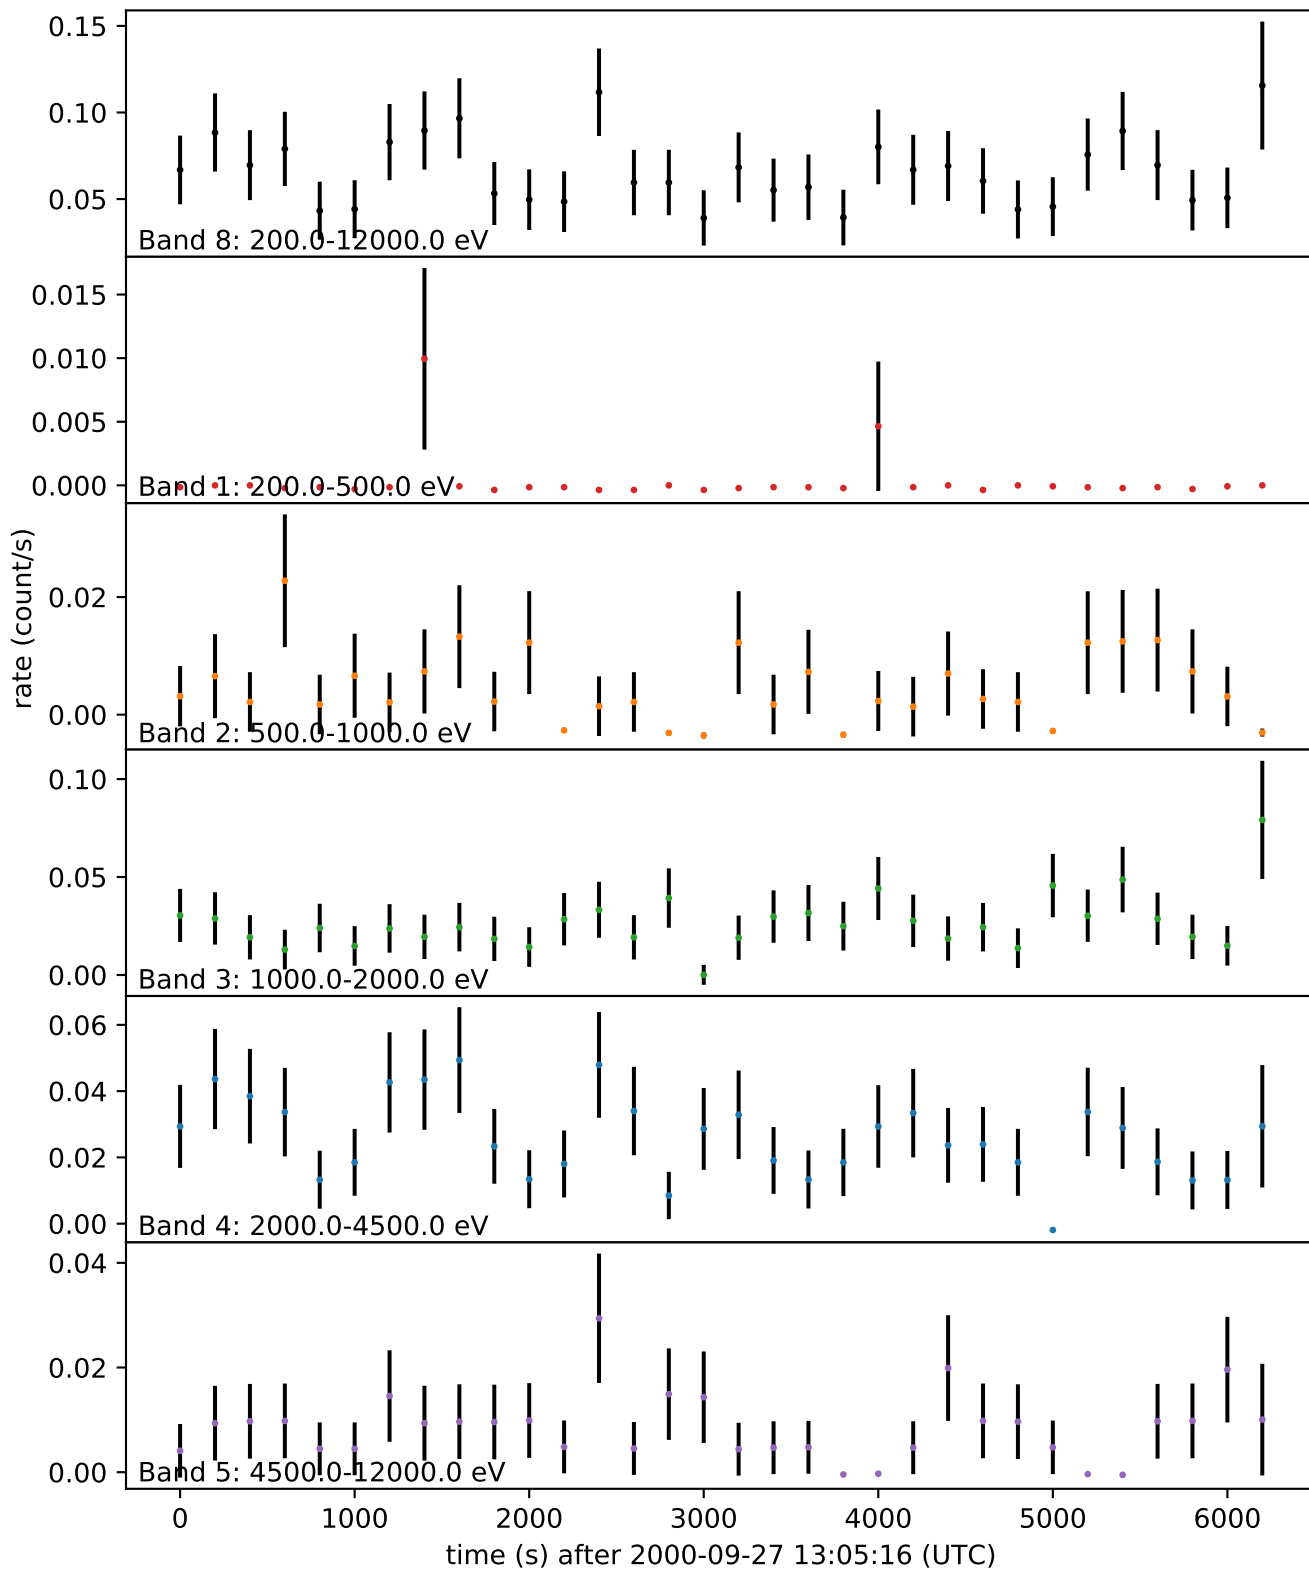 0.15
0.10
0.05
Band 8: 200.0-12000.0 eV
0.015
0.010
0.005
0.000
Band 1: 200.0-500.0 eV
rate (count/s)
0.02
0.00
Band 2: 500.0-1000.0 eV
0.10
0.05
0.00
Band 3: 1000.0-2000.0 eV
0.06
0.04
0.02
0.00
Band 4: 2000.0-4500.0 eV
0.04
0.02
0.00
Band 5: 4500.0-12000.0 eV
0 1000 2000 3000 4000 5000 6000
time (s) after 2000-09-27 13:05:16 (UTC)